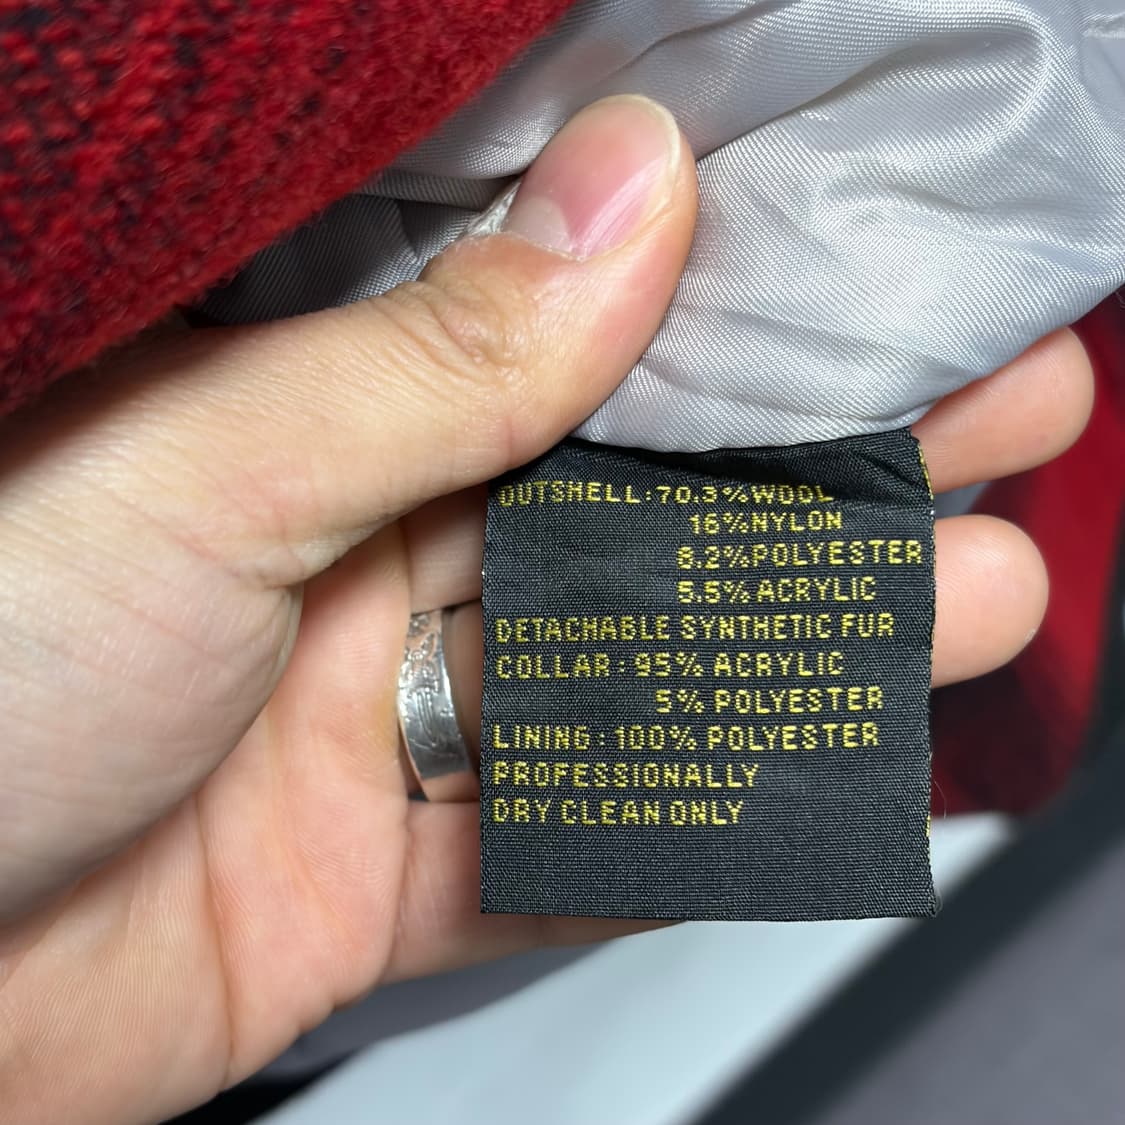 OUTSHELL:70.3%WOOL
16%NYLON
8.2%POLYESTER
5.5% ACRYLIC
DETACHABLE SYNTHETIC FUR
COLLAR: 95% ACRYLIC
5% POLYESTER
LINING:100% POLYESTER
PROFESSIONALLY
DRY CLEAN ONLY